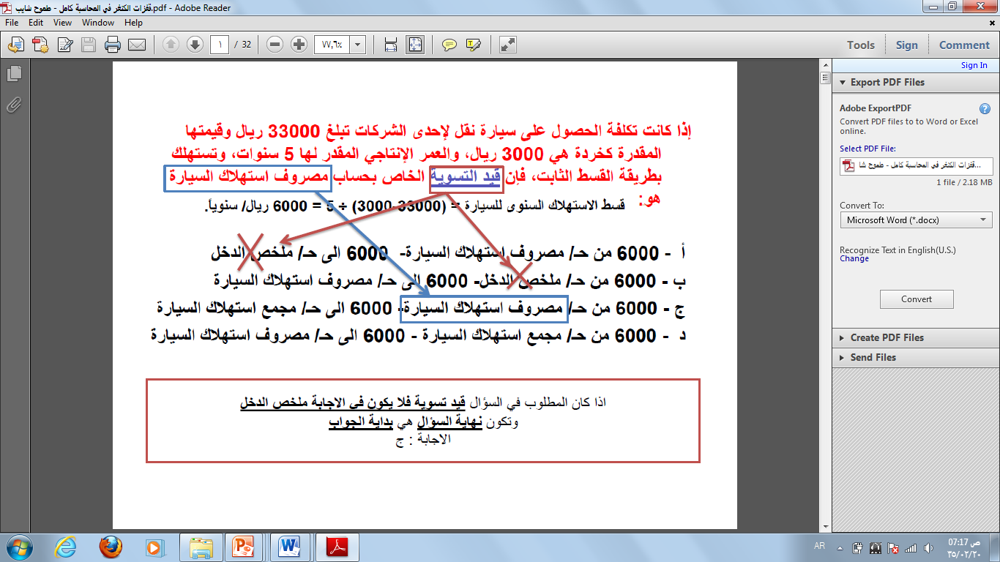 قفزات الكنغر في المحاسبة كامل - طموح شايب.pdf - Adobe Reader
File Edit View Window Help
١ / 32 ٧٧,٦% Tools Sign Comment
Sign In
Export PDF Files
Adobe ExportPDF
Convert PDF files to to Word or Excel
online.
Select PDF File:
قفزات الكنغر في المحاسبة كامل - طموح شا...
1 file / 2.18 MB
Convert To:
Microsoft Word (*.docx)
Recognize Text in English(U.S.)
Change
Convert
Create PDF Files
Send Files
إذا كانت تكلفة الحصول على سيارة نقل لإحدى الشركات تبلغ 33000 ريال وقيمتها
المقدرة كخردة هي 3000 ريال، والعمر الإنتاجي المقدر لها 5 سنوات، وتستهلك
بطريقة القسط الثابت، فإن قيد التسوية الخاص بحساب مصروف استهلاك السيارة
هو:
قسط الاستهلاك السنوى للسيارة = (33000-3000) ÷ 5 = 6000 ريال/ سنوياً.
أ - 6000 من حـ/ مصروف استهلاك السيارة- 6000 الى حـ/ ملخص الدخل
ب - 6000 من حـ/ ملخص الدخل- 6000 الى حـ/ مصروف استهلاك السيارة
ج - 6000 من حـ/ مصروف استهلاك السيارة- 6000 الى حـ/ مجمع استهلاك السيارة
د - 6000 من حـ/ مجمع استهلاك السيارة - 6000 الى حـ/ مصروف استهلاك السيارة
اذا كان المطلوب في السؤال قيد تسوية فلا يكون في الاجابة ملخص الدخل
وتكون نهاية السؤال هي بداية الجواب
الاجابة : ج
AR
07:17 ص
٣٥/٠٢/٢٠